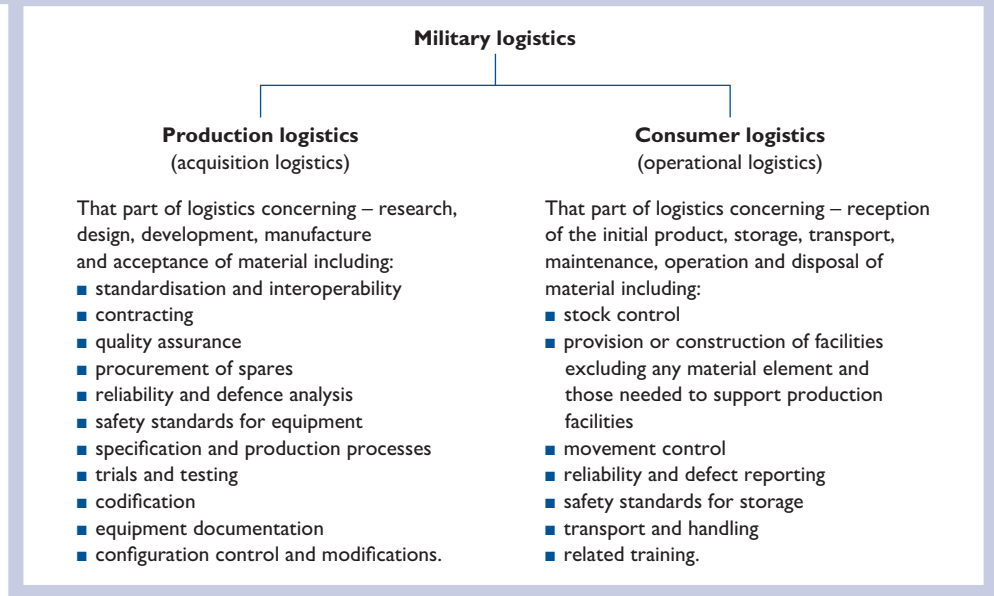 Military logistics
Production logistics
(acquisition logistics)
That part of logistics concerning – research,
design, development, manufacture
and acceptance of material including:
■ standardisation and interoperability
■ contracting
■ quality assurance
■ procurement of spares
■ reliability and defence analysis
■ safety standards for equipment
■ specification and production processes
■ trials and testing
■ codification
■ equipment documentation
■ configuration control and modifications.
Consumer logistics
(operational logistics)
That part of logistics concerning – reception
of the initial product, storage, transport,
maintenance, operation and disposal of
material including:
■ stock control
■ provision or construction of facilities
excluding any material element and
those needed to support production
facilities
■ movement control
■ reliability and defect reporting
■ safety standards for storage
■ transport and handling
■ related training.